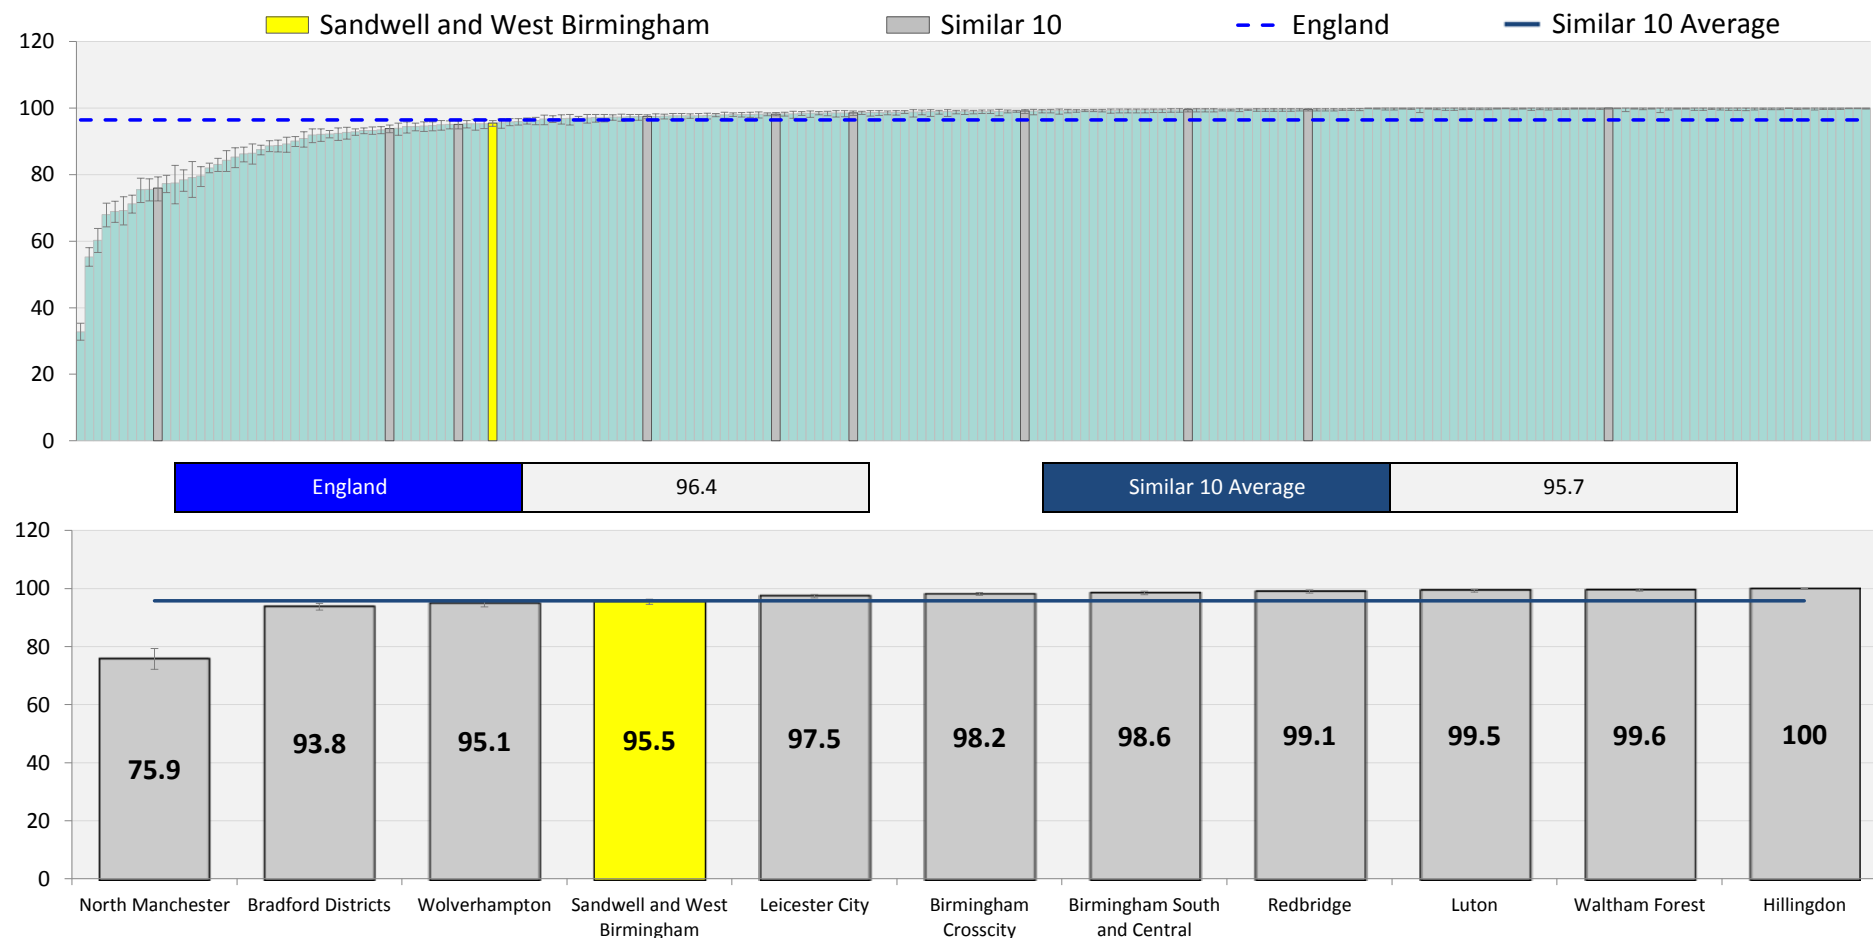 Sandwell and West Birmingham Similar 10 England Similar 10 Average
120
100
80
60
40
20
0
England 96.4 Similar 10 Average 95.7
120
100
80
60
40
20
0
75.9 93.8 95.1 95.5 97.5 98.2 98.6 99.1 99.5 99.6 100
North Manchester Bradford Districts Wolverhampton Sandwell and West Leicester City Birmingham Birmingham South Redbridge Luton Waltham Forest Hillingdon
Birmingham Crosscity and Central